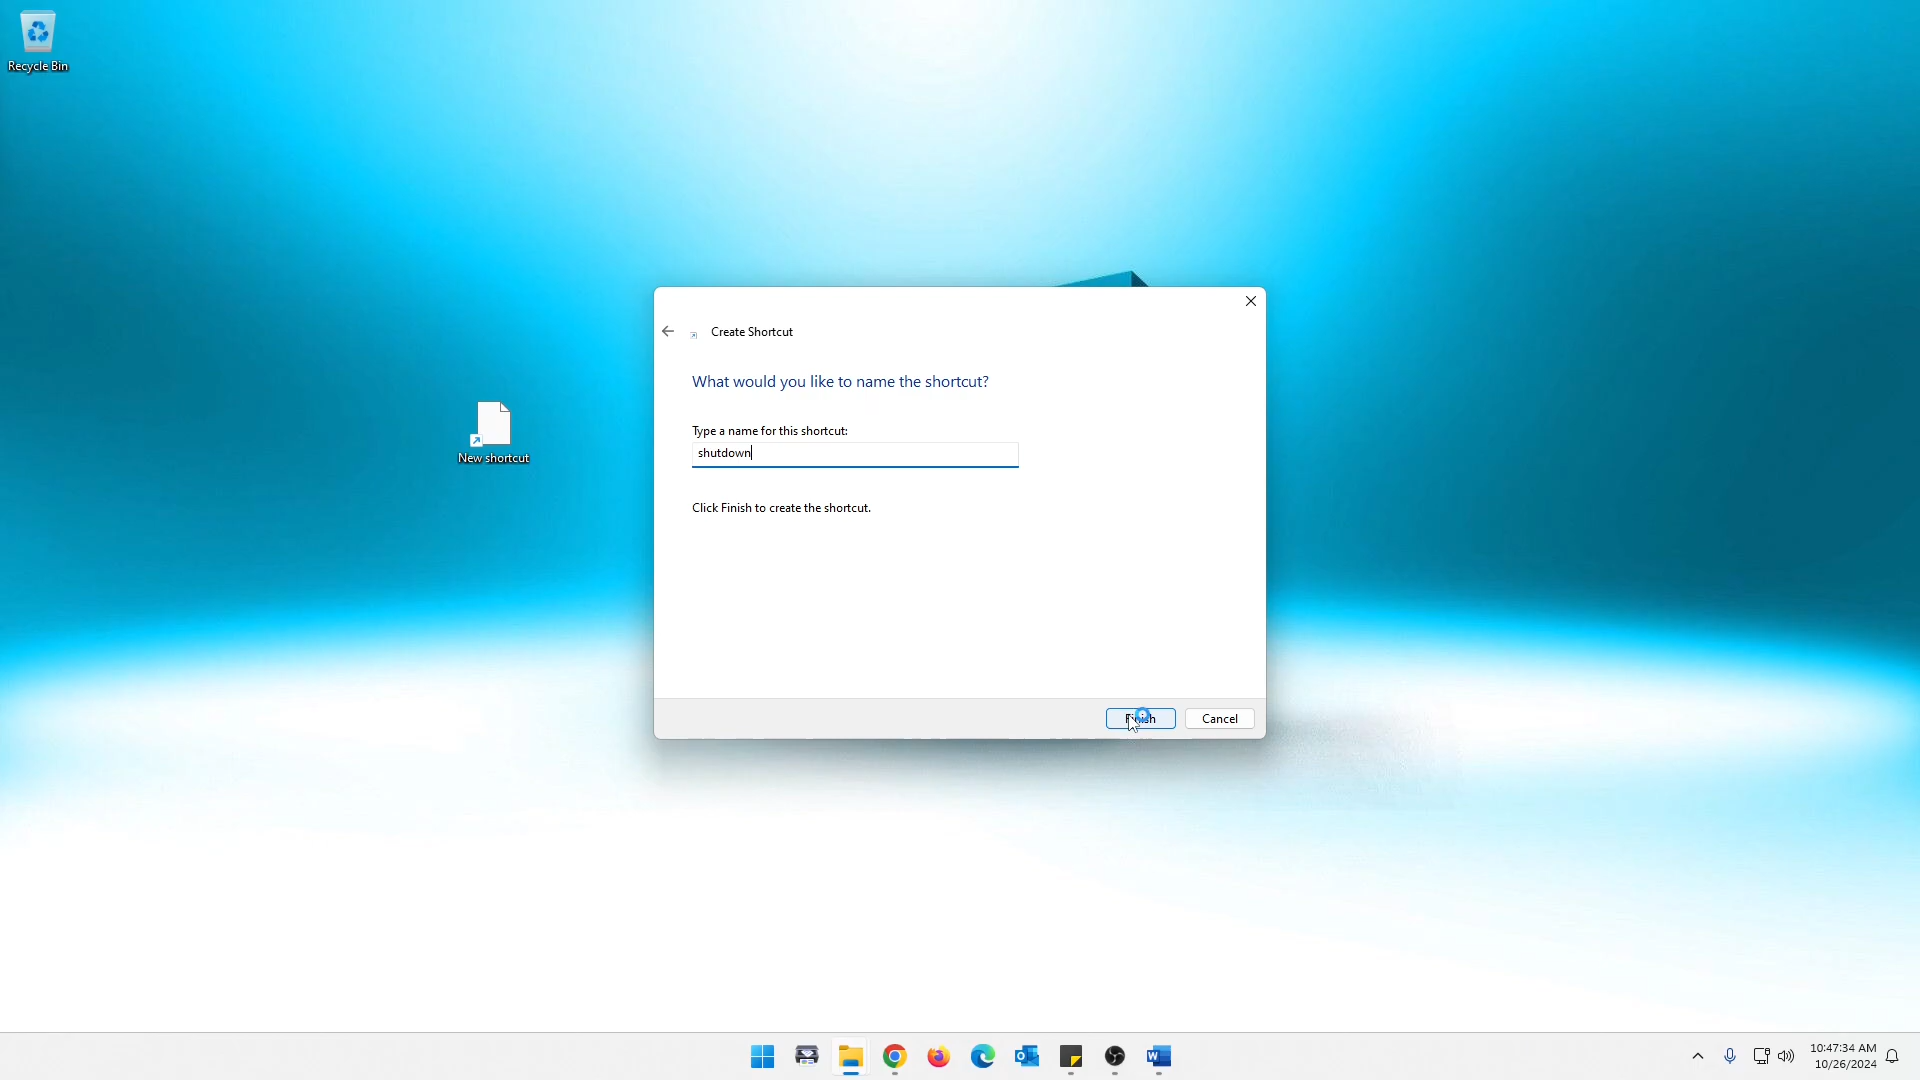 Recycle Bin
Create Shortcut
What would you like to name the shortcut?
New shortcut
Type a name for this shortcut:
shutdown
Click Finish to create the shortcut.
Finish
Cancel
10:47:34 AM
10/26/2024